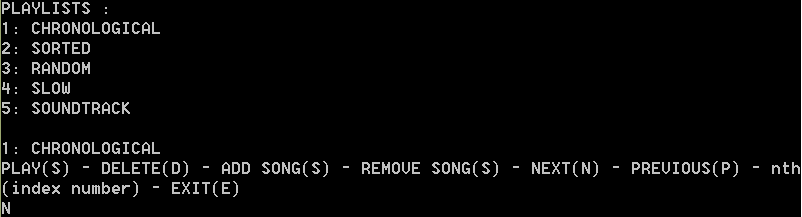 PLAYLISTS :
1: CHRONOLOGICAL
2: SORTED
3: RANDOM
4: SLOW
5: SOUNDTRACK
1: CHRONOLOGICAL
PLAY(S) - DELETE(D) - ADD SONG(S) - REMOVE SONG(S) - NEXT(N) - PREVIOUS(P) - nth
(index number) - EXIT(E)
N